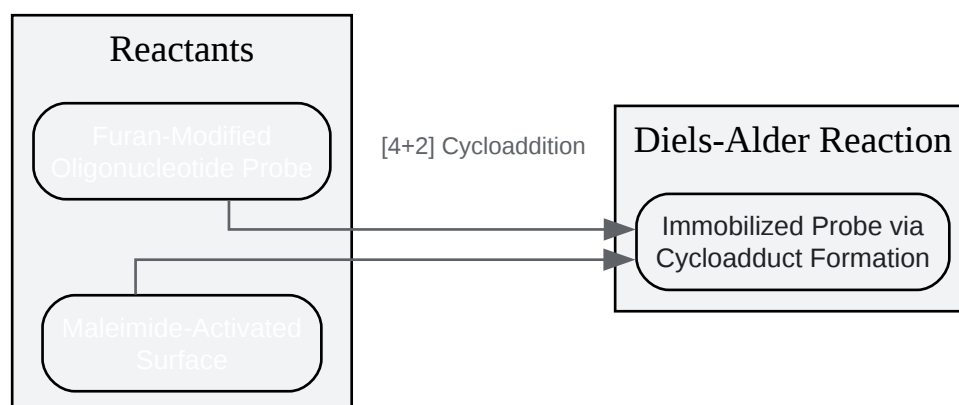 Reactants
Furan-Modified
Oligonucleotide Probe
[4+2] Cycloaddition
Diels-Alder Reaction
Immobilized Probe via
Cycloadduct Formation
Maleimide-Activated
Surface